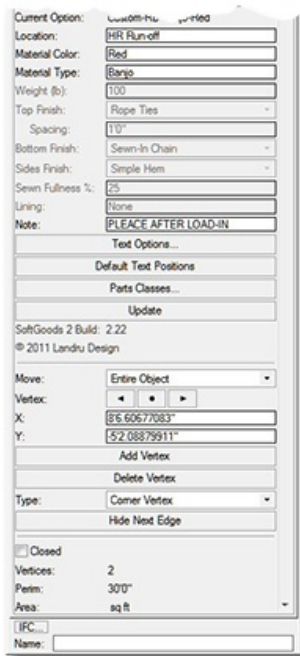 Current Option:
Location: HR Run-off
Material Color: Red
Material Type: Banjo
Weight (lb): 100
Top Finish: Rope Ties
Spacing: 1'0"
Bottom Finish: Sewn-In Chain
Sides Finish: Simple Hem
Sewn Fullness %: 25
Lining: None
Note: PLEACE AFTER LOAD-IN
Text Options...
Default Text Positions
Parts Classes...
Update
SoftGoods 2 Build: 2.22
© 2011 Landru Design
Move: Entire Object
Vertex:
X: 8'6.60677083"
Y: -5'2.08879911"
Add Vertex
Delete Vertex
Type: Corner Vertex
Hide Next Edge
Closed
Vertices: 2
Perim: 30'0"
Area: sq ft
IFC...
Name: